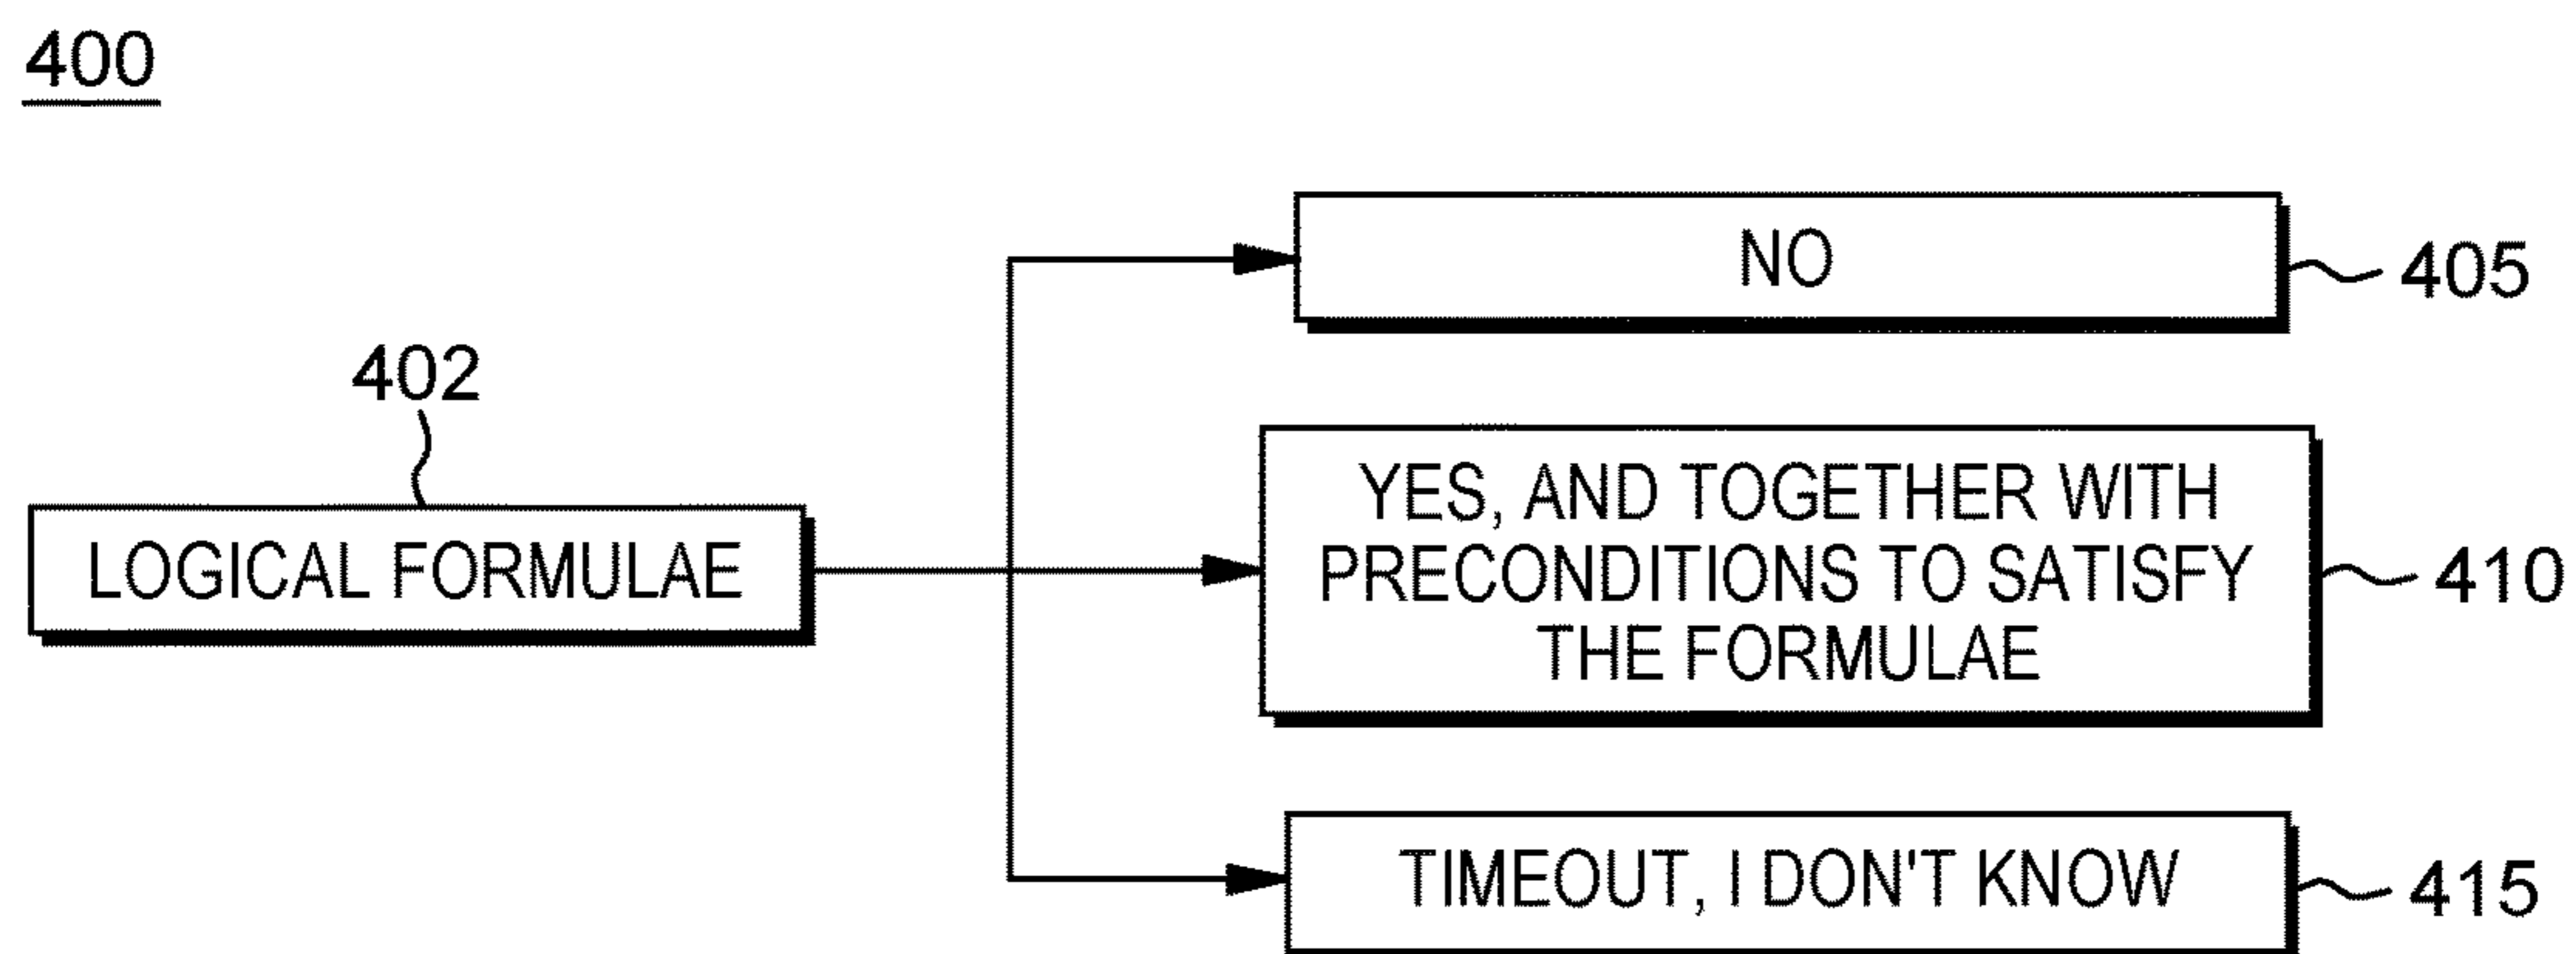 400
402
LOGICAL FORMULAE
NO
405
YES, AND TOGETHER WITH
PRECONDITIONS TO SATISFY
THE FORMULAE
410
TIMEOUT, I DON'T KNOW
415